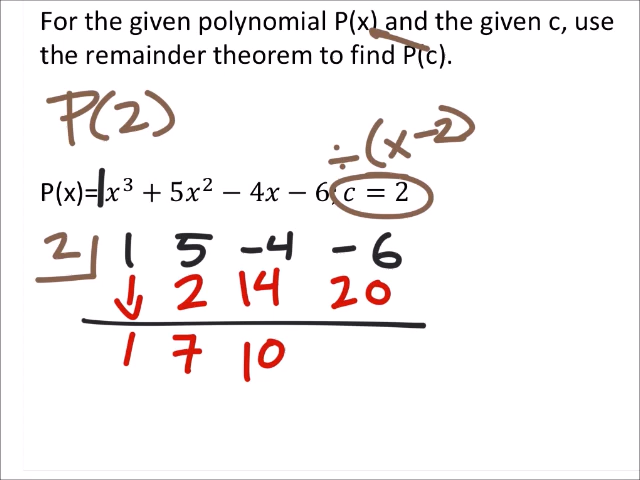 For the given polynomial P(x) and the given c, use
the remainder theorem to find P(c).
P(2)
÷(x-2)
P(x)=1x³ + 5x² − 4x − 6; c = 2
2 1 5 -4 -6
2 14 20
1 7 10